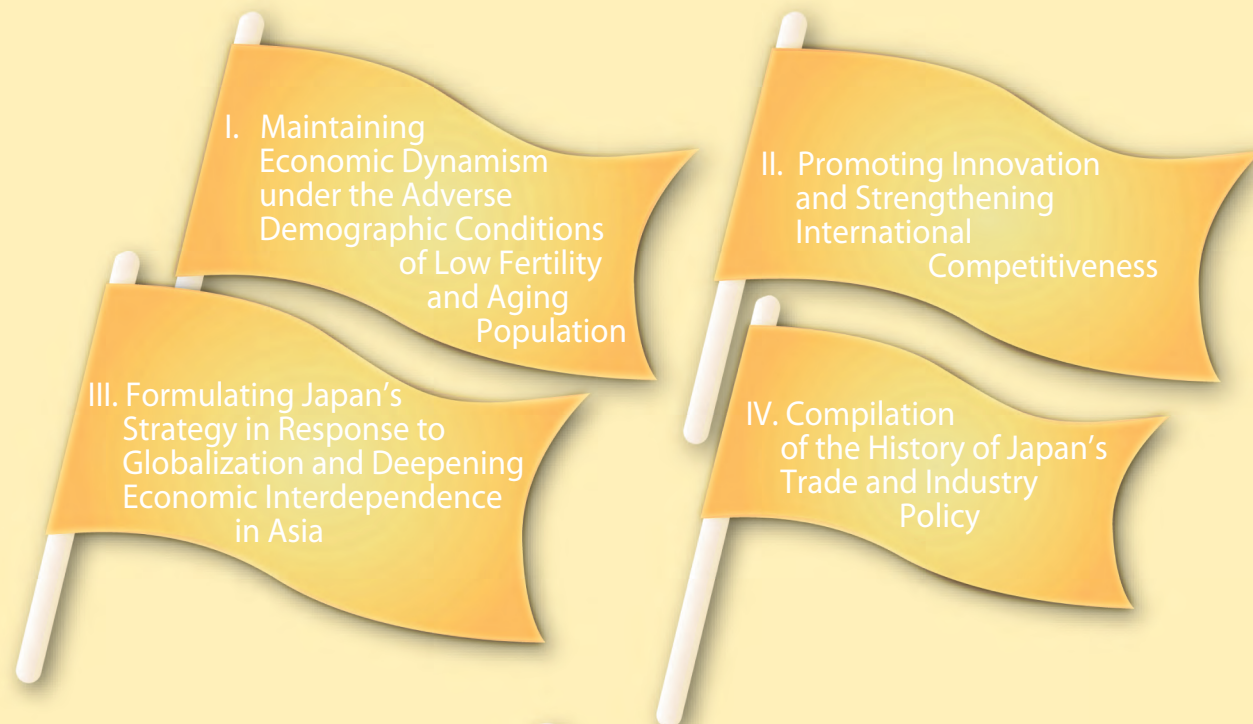 I. Maintaining
Economic Dynamism
under the Adverse
Demographic Conditions
of Low Fertility
and Aging
Population
II. Promoting Innovation
and Strengthening
International
Competitiveness
III. Formulating Japan’s
Strategy in Response to
Globalization and Deepening
Economic Interdependence
in Asia
IV. Compilation
of the History of Japan’s
Trade and Industry
Policy